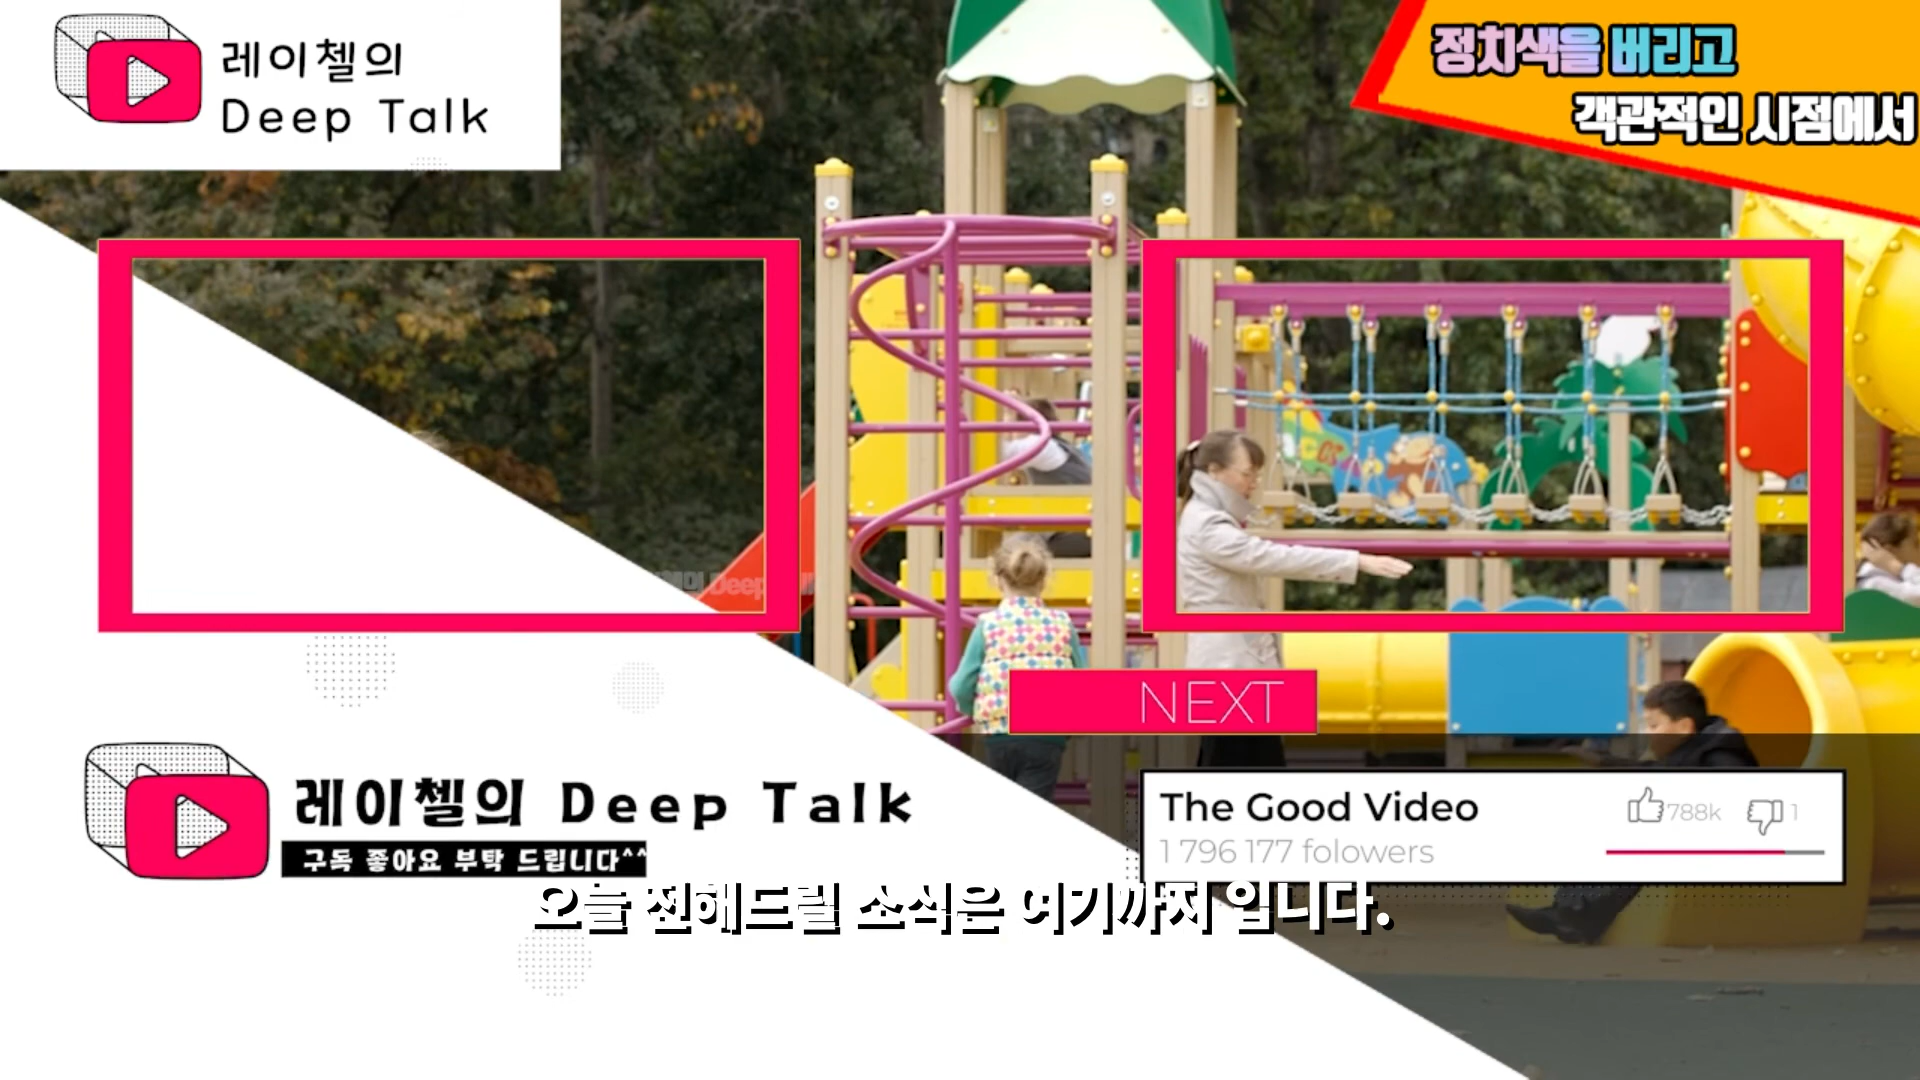 레이첼의
Deep Talk
정치색을 버리고
객관적인 시점에서
NEXT
레이첼의 Deep Talk
구독 좋아요 부탁 드립니다^^
The Good Video
788k
1
1 796 177 folowers
오늘 전해드릴 소식은 여기까지 입니다.